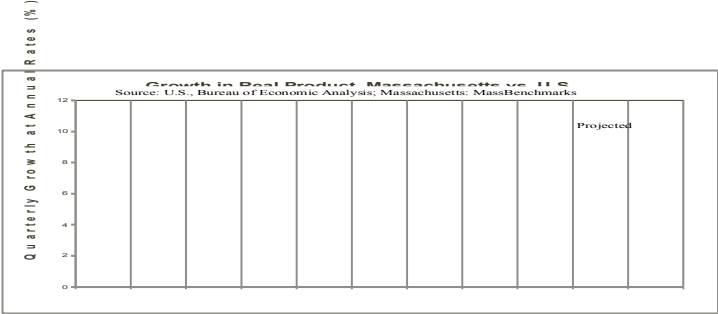 Growth in Real Product, Massachusetts vs. U.S.
Source: U.S., Bureau of Economic Analysis; Massachusetts: MassBenchmarks
Quarterly Growth at Annual Rates (%)
12
10
Projected
8
6
4
2
0